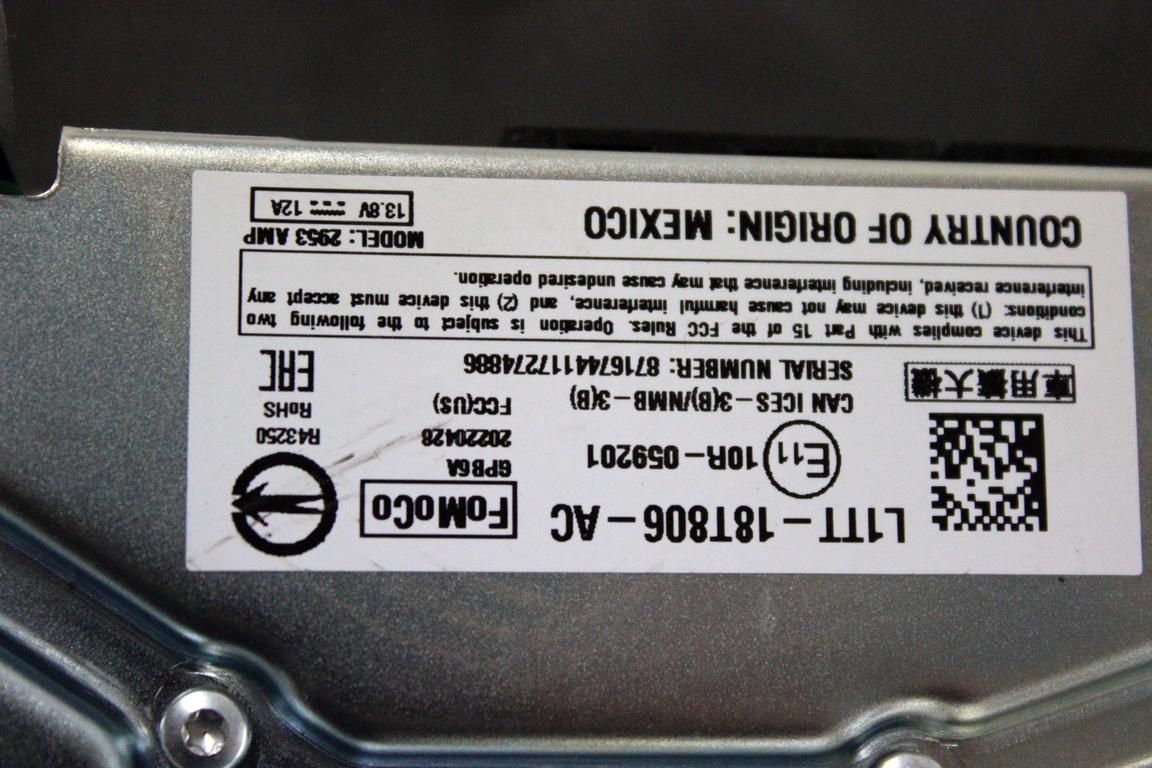 L1TT-18T806-AC
FoMoCo
E11 10R-059201
GPB6A
20220428
R43250
RoHS
CAN ICES-3(B)/NMB-3(B)
FCC(US)
車用擴大機
SERIAL NUMBER: 8716744117274886
EAC
This device complies with Part 15 of the FCC Rules. Operation is subject to the following two
conditions: (1) this device may not cause harmful interference, and (2) this device must accept any
interference received, including interference that may cause undesired operation.
COUNTRY OF ORIGIN: MEXICO
MODEL: 2953 AMP
13.8V 12A